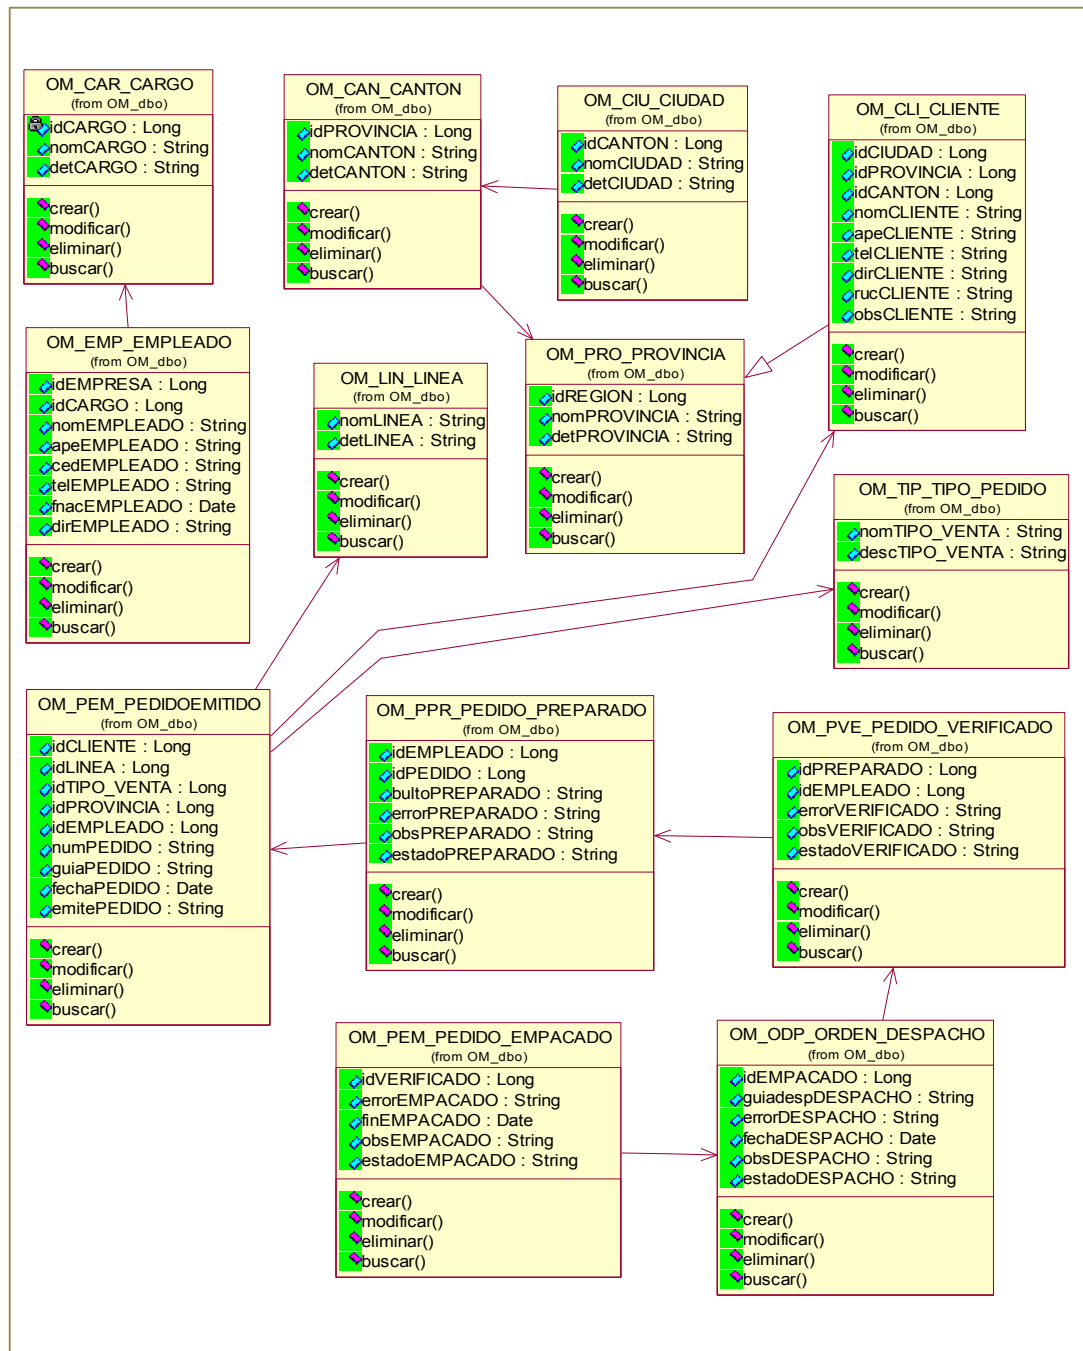 OM_CAR_CARGO
(from OM_dbo)
idCARGO : Long
nomCARGO : String
detCARGO : String
crear()
modificar()
eliminar()
buscar()
OM_CAN_CANTON
(from OM_dbo)
idPROVINCIA : Long
nomCANTON : String
detCANTON : String
crear()
modificar()
eliminar()
buscar()
OM_CIU_CIUDAD
(from OM_dbo)
idCANTON : Long
nomCIUDAD : String
detCIUDAD : String
crear()
modificar()
eliminar()
buscar()
OM_CLI_CLIENTE
(from OM_dbo)
idCIUDAD : Long
idPROVINCIA : Long
idCANTON : Long
nomCLIENTE : String
apeCLIENTE : String
telCLIENTE : String
dirCLIENTE : String
rucCLIENTE : String
obsCLIENTE : String
crear()
modificar()
eliminar()
buscar()
OM_EMP_EMPLEADO
(from OM_dbo)
idEMPRESA : Long
idCARGO : Long
nomEMPLEADO : String
apeEMPLEADO : String
cedEMPLEADO : String
telEMPLEADO : String
fnacEMPLEADO : Date
dirEMPLEADO : String
crear()
modificar()
eliminar()
buscar()
OM_LIN_LINEA
(from OM_dbo)
nomLINEA : String
detLINEA : String
crear()
modificar()
eliminar()
buscar()
OM_PRO_PROVINCIA
(from OM_dbo)
idREGION : Long
nomPROVINCIA : String
detPROVINCIA : String
crear()
modificar()
eliminar()
buscar()
OM_TIP_TIPO_PEDIDO
(from OM_dbo)
nomTIPO_VENTA : String
descTIPO_VENTA : String
crear()
modificar()
eliminar()
buscar()
OM_PEM_PEDIDOEMITIDO
(from OM_dbo)
idCLIENTE : Long
idLINEA : Long
idTIPO_VENTA : Long
idPROVINCIA : Long
idEMPLEADO : Long
numPEDIDO : String
guiaPEDIDO : String
fechaPEDIDO : Date
emitePEDIDO : String
crear()
modificar()
eliminar()
buscar()
OM_PPR_PEDIDO_PREPARADO
(from OM_dbo)
idEMPLEADO : Long
idPEDIDO : Long
bultoPREPARADO : String
errorPREPARADO : String
obsPREPARADO : String
estadoPREPARADO : String
crear()
modificar()
eliminar()
buscar()
OM_PVE_PEDIDO_VERIFICADO
(from OM_dbo)
idPREPARADO : Long
idEMPLEADO : Long
errorVERIFICADO : String
obsVERIFICADO : String
estadoVERIFICADO : String
crear()
modificar()
eliminar()
buscar()
OM_PEM_PEDIDO_EMPACADO
(from OM_dbo)
idVERIFICADO : Long
errorEMPACADO : String
finEMPACADO : Date
obsEMPACADO : String
estadoEMPACADO : String
crear()
modificar()
eliminar()
buscar()
OM_ODP_ORDEN_DESPACHO
(from OM_dbo)
idEMPACADO : Long
guiadespDESPACHO : String
errorDESPACHO : String
fechaDESPACHO : Date
obsDESPACHO : String
estadoDESPACHO : String
crear()
modificar()
eliminar()
buscar()